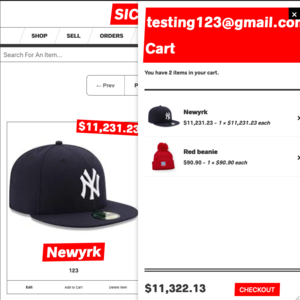 SIC
SHOP
SELL
ORDERS
Search For An Item...
← Prev
P
$11,231.23
NY
Newyrk
123
Edit
Add to Cart
Delete Item
testing123@gmail.com
Cart
You have 2 items in your cart.
Newyrk
$11,231.23 - 1 × $11,231.23 each
Red beanie
$90.90 - 1 × $90.90 each
$11,322.13
CHECKOUT